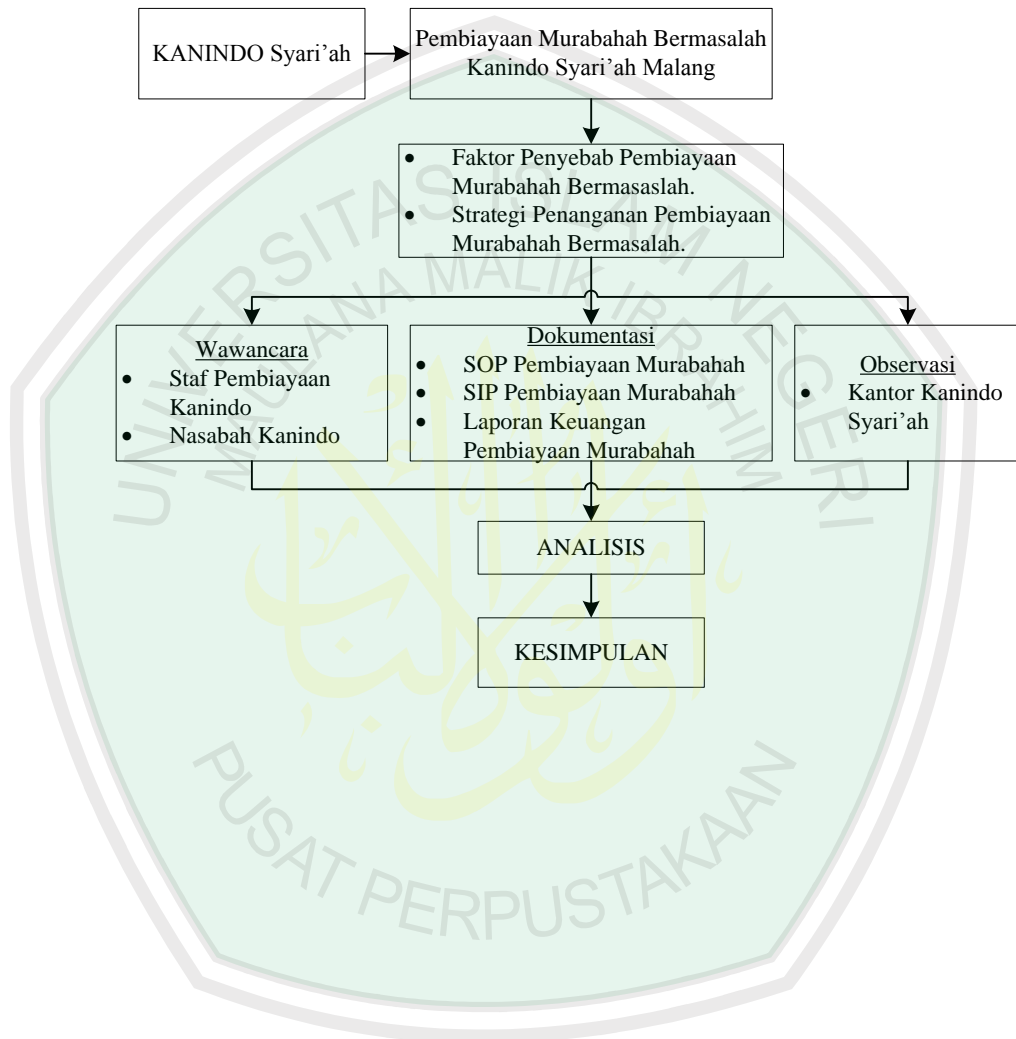 KANINDO Syari’ah
Pembiayaan Murabahah Bermasalah
Kanindo Syari’ah Malang
• Faktor Penyebab Pembiayaan
Murabahah Bermasaslah.
• Strategi Penanganan Pembiayaan
Murabahah Bermasalah.
Wawancara
• Staf Pembiayaan
Kanindo
• Nasabah Kanindo
Dokumentasi
• SOP Pembiayaan Murabahah
• SIP Pembiayaan Murabahah
• Laporan Keuangan
Pembiayaan Murabahah
Observasi
• Kantor Kanindo
Syari’ah
ANALISIS
KESIMPULAN
UNIVERSITAS ISLAM NEGERI
MAULANA MALIK IBRAHIM
PUSAT PERPUSTAKAAN